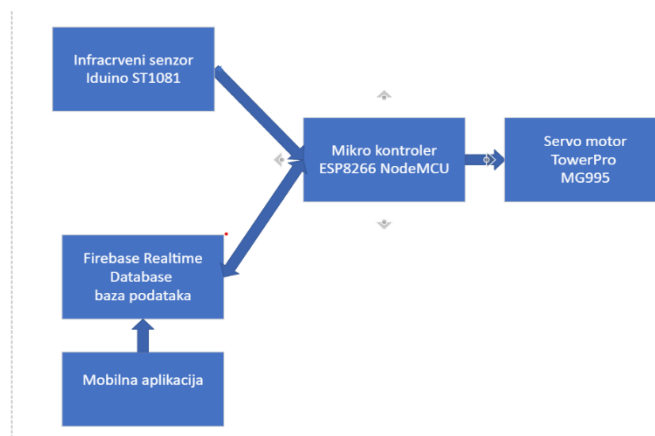 Infracrveni senzor
Iduino ST1081
Mikro kontroler
ESP8266 NodeMCU
Servo motor
TowerPro
MG995
Firebase Realtime
Database
baza podataka
Mobilna aplikacija